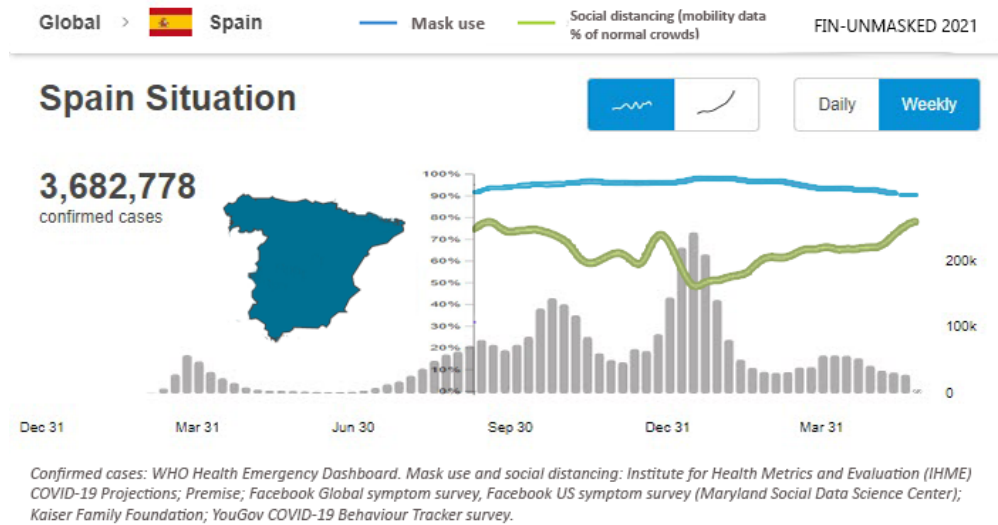 Global > Spain
Mask use
Social distancing (mobility data
% of normal crowds)
FIN-UNMASKED 2021
Spain Situation
Daily
Weekly
3,682,778
confirmed cases
100%
90%
80%
70%
60%
50%
40%
30%
20%
10%
0%
200k
100k
0
Dec 31
Mar 31
Jun 30
Sep 30
Dec 31
Mar 31
Confirmed cases: WHO Health Emergency Dashboard. Mask use and social distancing: Institute for Health Metrics and Evaluation (IHME)
COVID-19 Projections; Premise; Facebook Global symptom survey, Facebook US symptom survey (Maryland Social Data Science Center);
Kaiser Family Foundation; YouGov COVID-19 Behaviour Tracker survey.